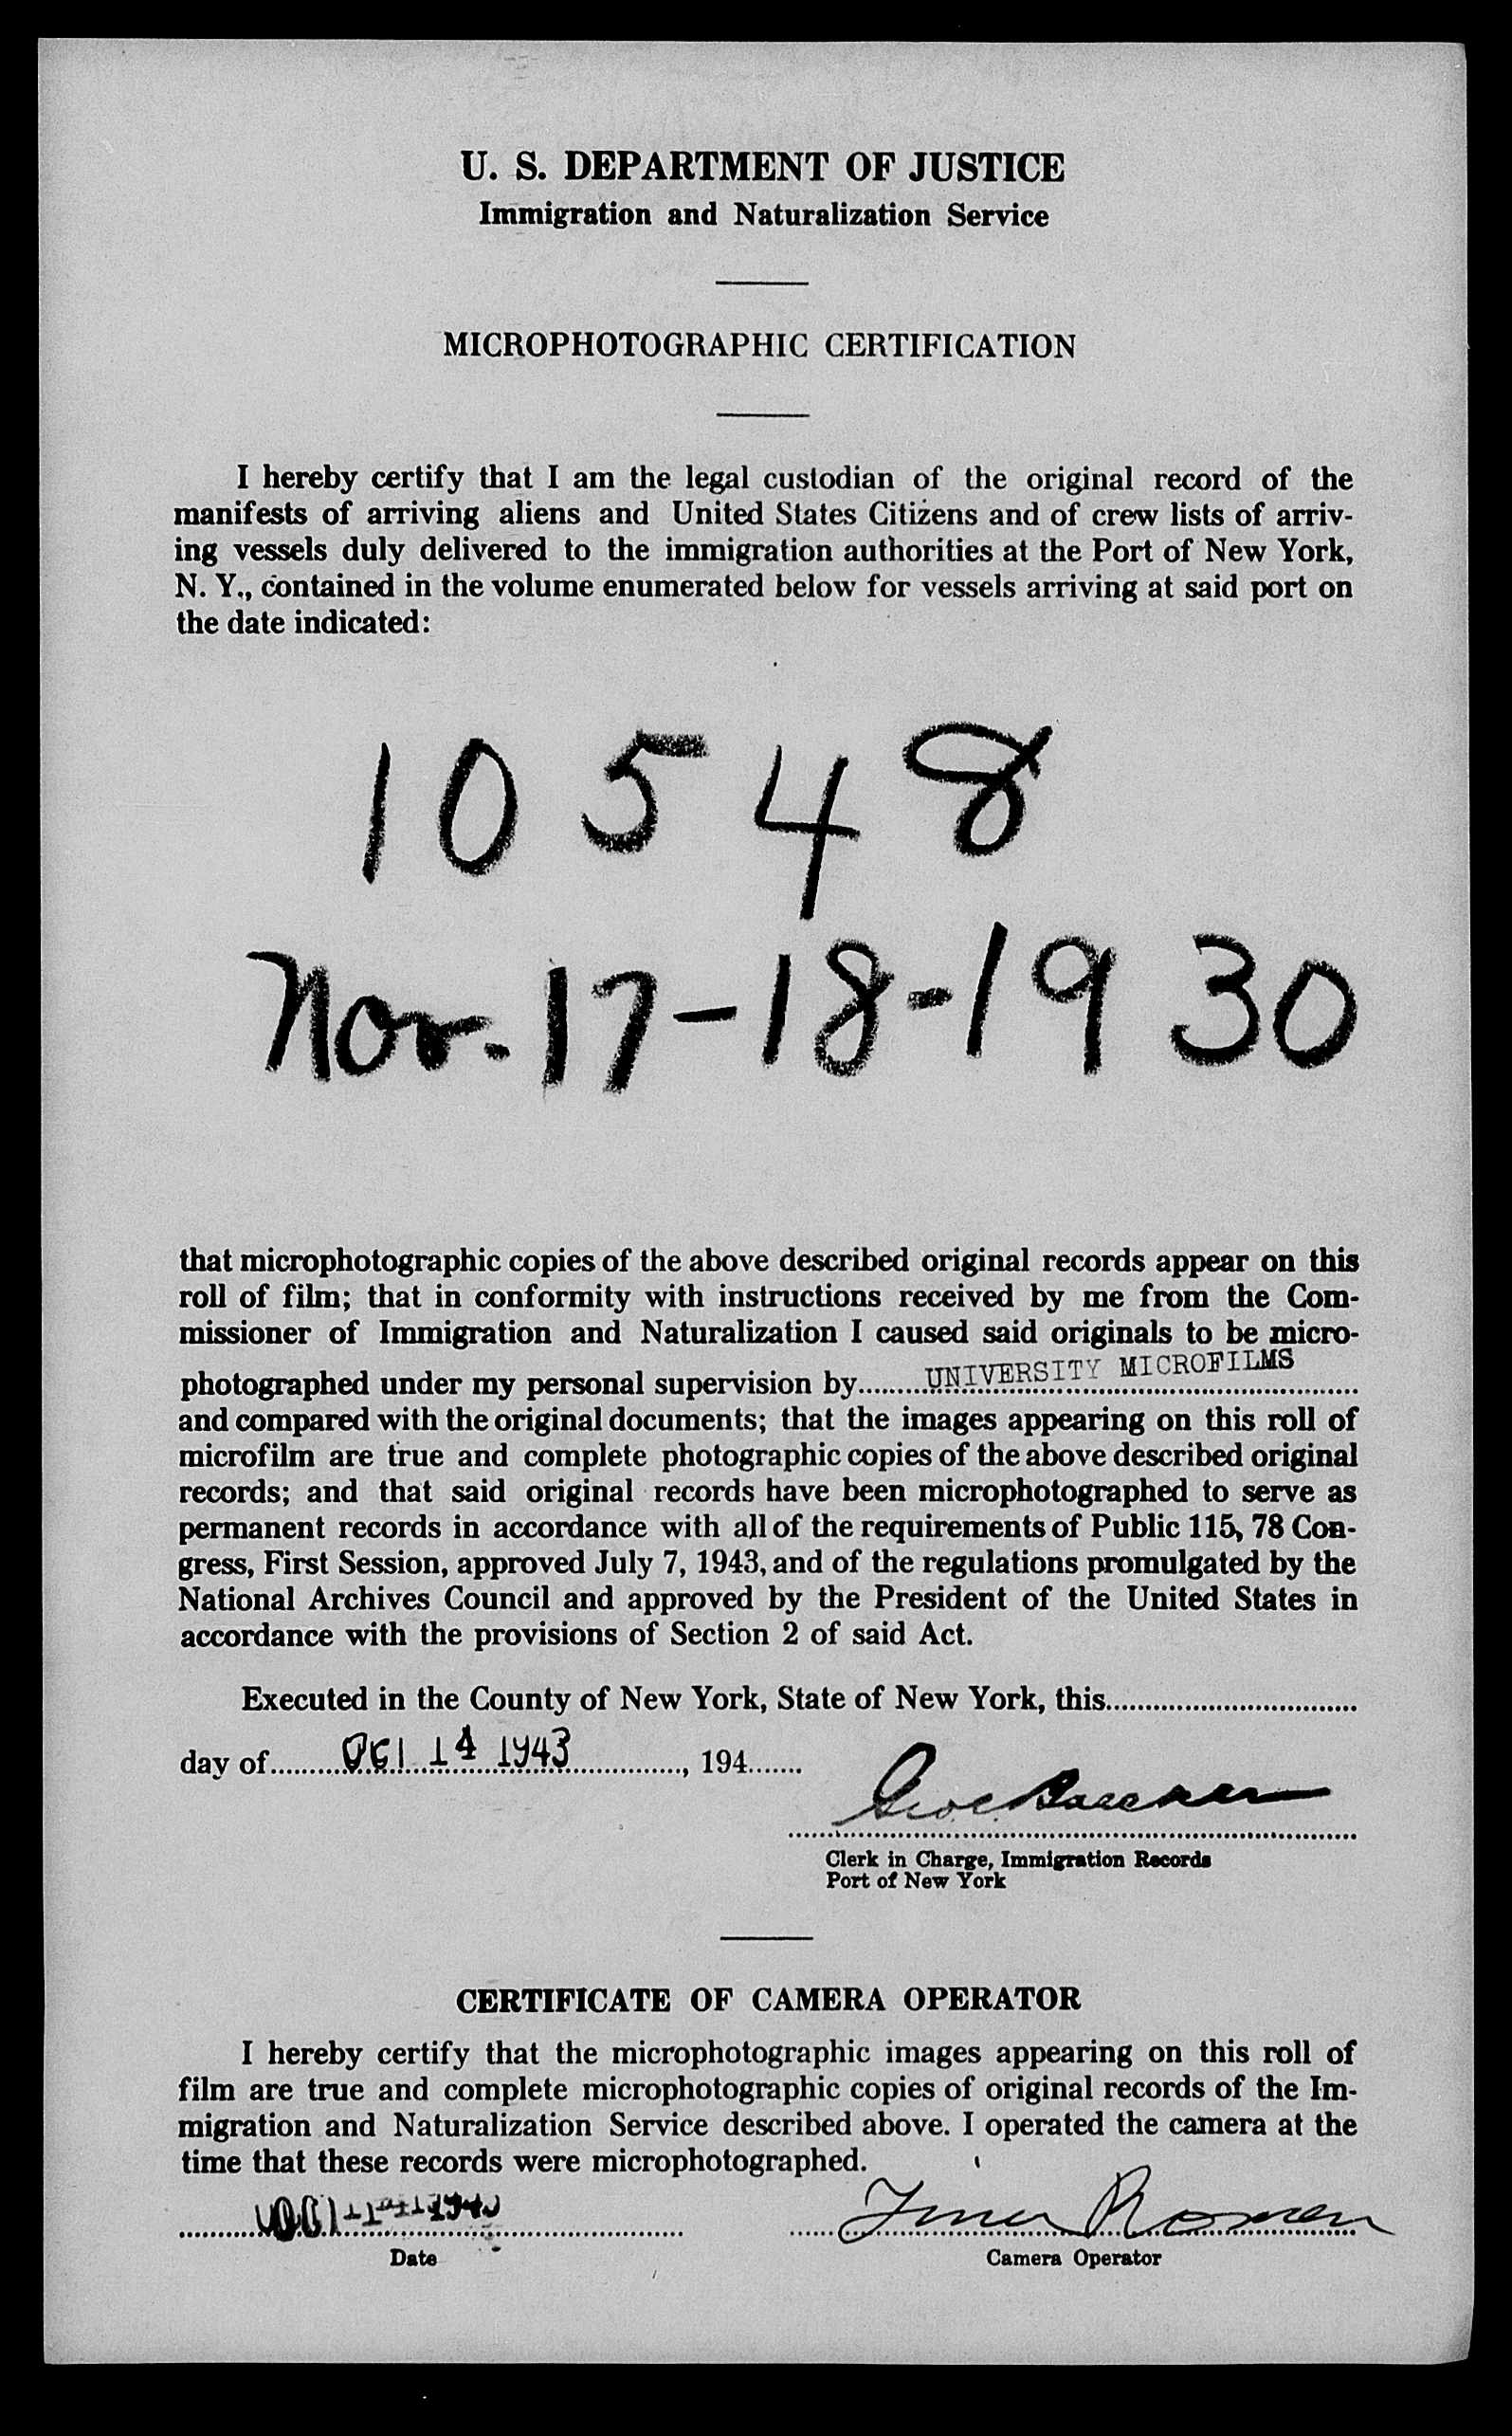 U. S. DEPARTMENT OF JUSTICE
Immigration and Naturalization Service
MICROPHOTOGRAPHIC CERTIFICATION
I hereby certify that I am the legal custodian of the original record of the
manifests of arriving aliens and United States Citizens and of crew lists of arriv-
ing vessels duly delivered to the immigration authorities at the Port of New York,
N. Y., contained in the volume enumerated below for vessels arriving at said port on
the date indicated:
10548
Nov. 17-18-1930
that microphotographic copies of the above described original records appear on this
roll of film; that in conformity with instructions received by me from the Com-
missioner of Immigration and Naturalization I caused said originals to be micro-
photographed under my personal supervision by........UNIVERSITY MICROFILMS
and compared with the original documents; that the images appearing on this roll of
microfilm are true and complete photographic copies of the above described original
records; and that said original records have been microphotographed to serve as
permanent records in accordance with all of the requirements of Public 115, 78 Con-
gress, First Session, approved July 7, 1943, and of the regulations promulgated by the
National Archives Council and approved by the President of the United States in
accordance with the provisions of Section 2 of said Act.
Executed in the County of New York, State of New York, this................................
day of.........OCT 14 1943..............., 194.......
Clerk in Charge, Immigration Records
Port of New York
CERTIFICATE OF CAMERA OPERATOR
I hereby certify that the microphotographic images appearing on this roll of
film are true and complete microphotographic copies of original records of the Im-
migration and Naturalization Service described above. I operated the camera at the
time that these records were microphotographed.
Date
Camera Operator